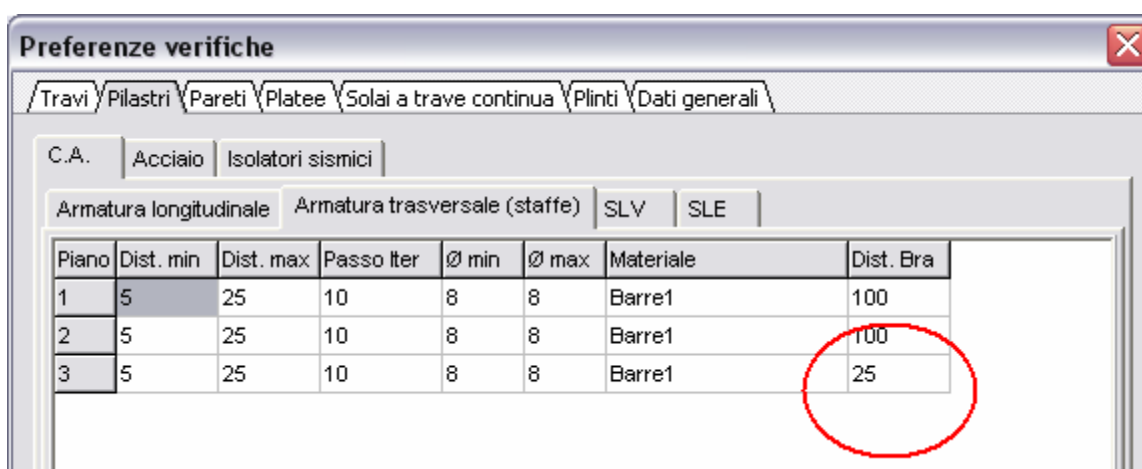 Preferenze verifiche
Travi Pilastri Pareti Platee Solai a trave continua Plinti Dati generali
C.A. Acciaio Isolatori sismici
Armatura longitudinale Armatura trasversale (staffe) SLV SLE
Piano Dist. min Dist. max Passo Iter Ø min Ø max Materiale Dist. Bra
1 5 25 10 8 8 Barre1 100
2 5 25 10 8 8 Barre1 100
3 5 25 10 8 8 Barre1 25